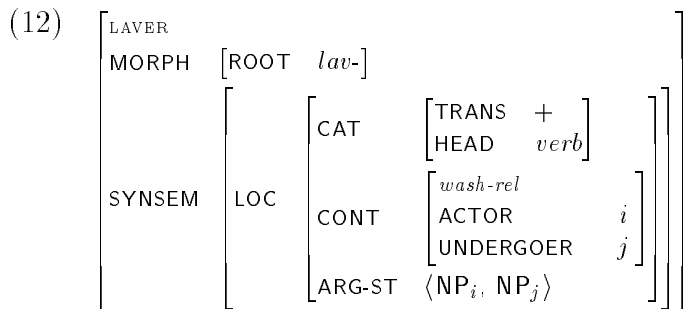 (12)
LAVER
MORPH [ROOT lav-]
CAT [TRANS +
HEAD verb]
SYNSEM [LOC
CONT [wash-rel
ACTOR i
UNDERGOER j]
ARG-ST ⟨NPᵢ, NPⱼ⟩